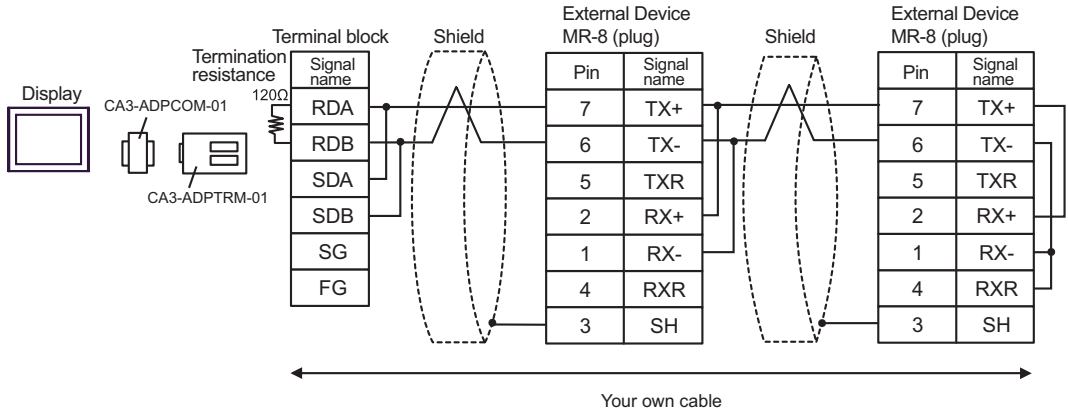 Display
CA3-ADPCOM-01
CA3-ADPTRM-01
Termination
resistance
120Ω
Terminal block
Signal
name
RDA
RDB
SDA
SDB
SG
FG
Shield
External Device
MR-8 (plug)
Pin Signal
name
7 TX+
6 TX-
5 TXR
2 RX+
1 RX-
4 RXR
3 SH
Shield
External Device
MR-8 (plug)
Pin Signal
name
7 TX+
6 TX-
5 TXR
2 RX+
1 RX-
4 RXR
3 SH
Your own cable